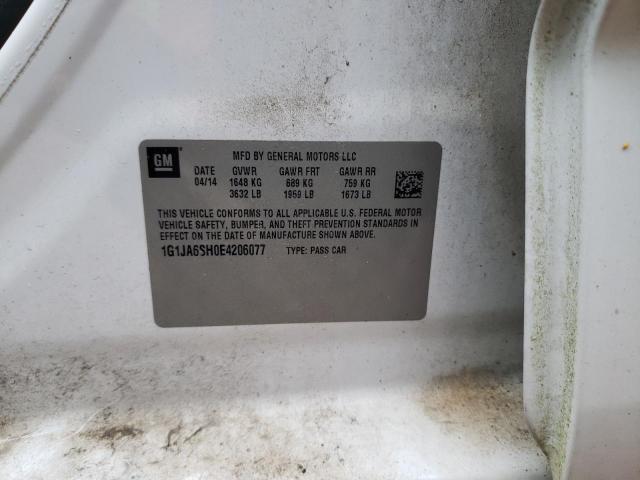 GM
MFD BY GENERAL MOTORS LLC
DATE GVWR GAWR FRT GAWR RR
04/14 1648 KG 689 KG 759 KG
3632 LB 1959 LB 1673 LB
THIS VEHICLE CONFORMS TO ALL APPLICABLE U.S. FEDERAL MOTOR
VEHICLE SAFETY, BUMPER, AND THEFT PREVENTION STANDARDS IN
EFFECT ON THE DATE OF MANUFACTURE SHOWN ABOVE.
1G1JA6SH0E4206077 TYPE: PASS CAR